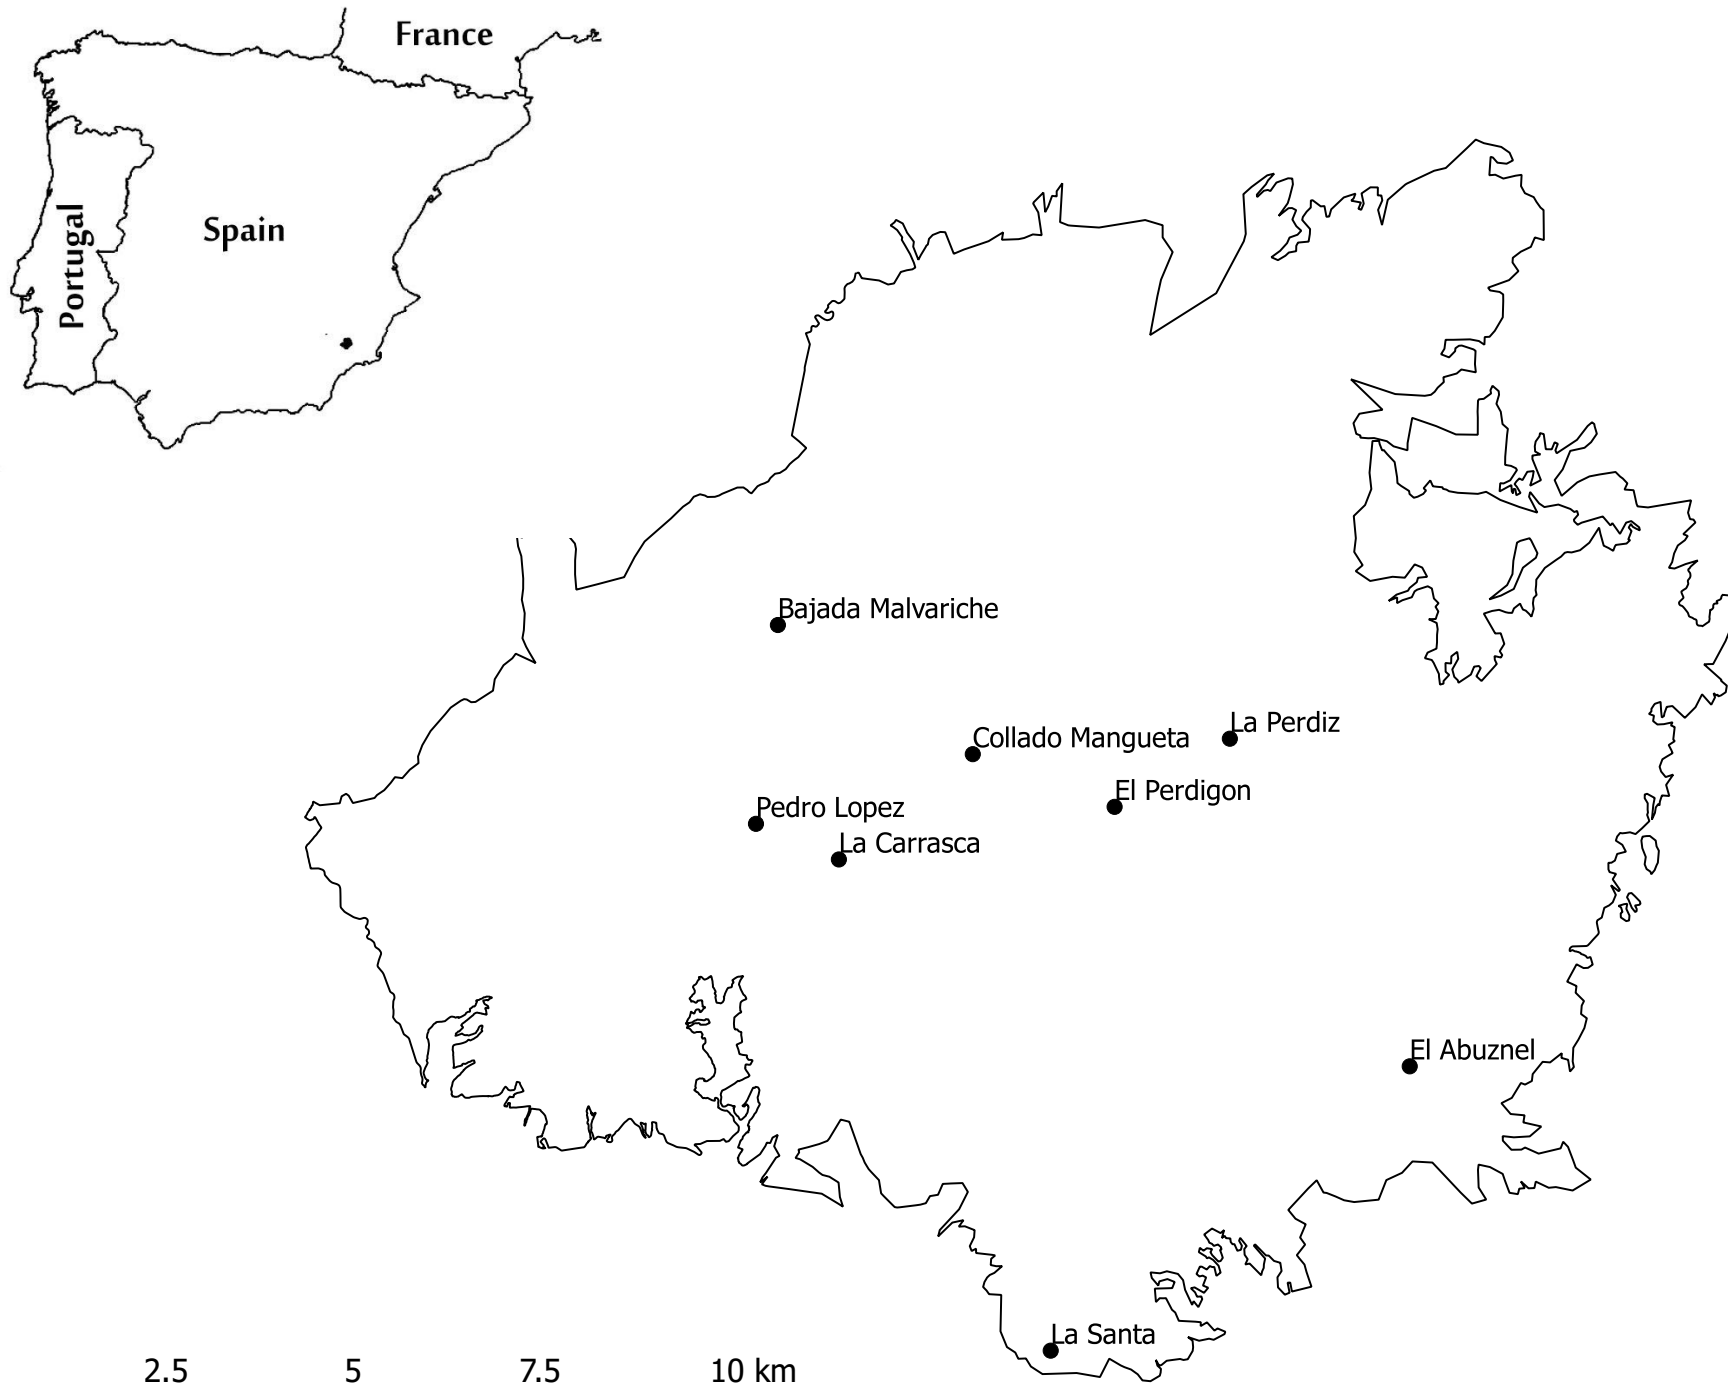 France
Spain
Portugal
Bajada Malvariche
La Perdiz
Collado Mangueta
El Perdigon
Pedro Lopez
La Carrasca
El Abuznel
La Santa
2.5 5 7.5 10 km